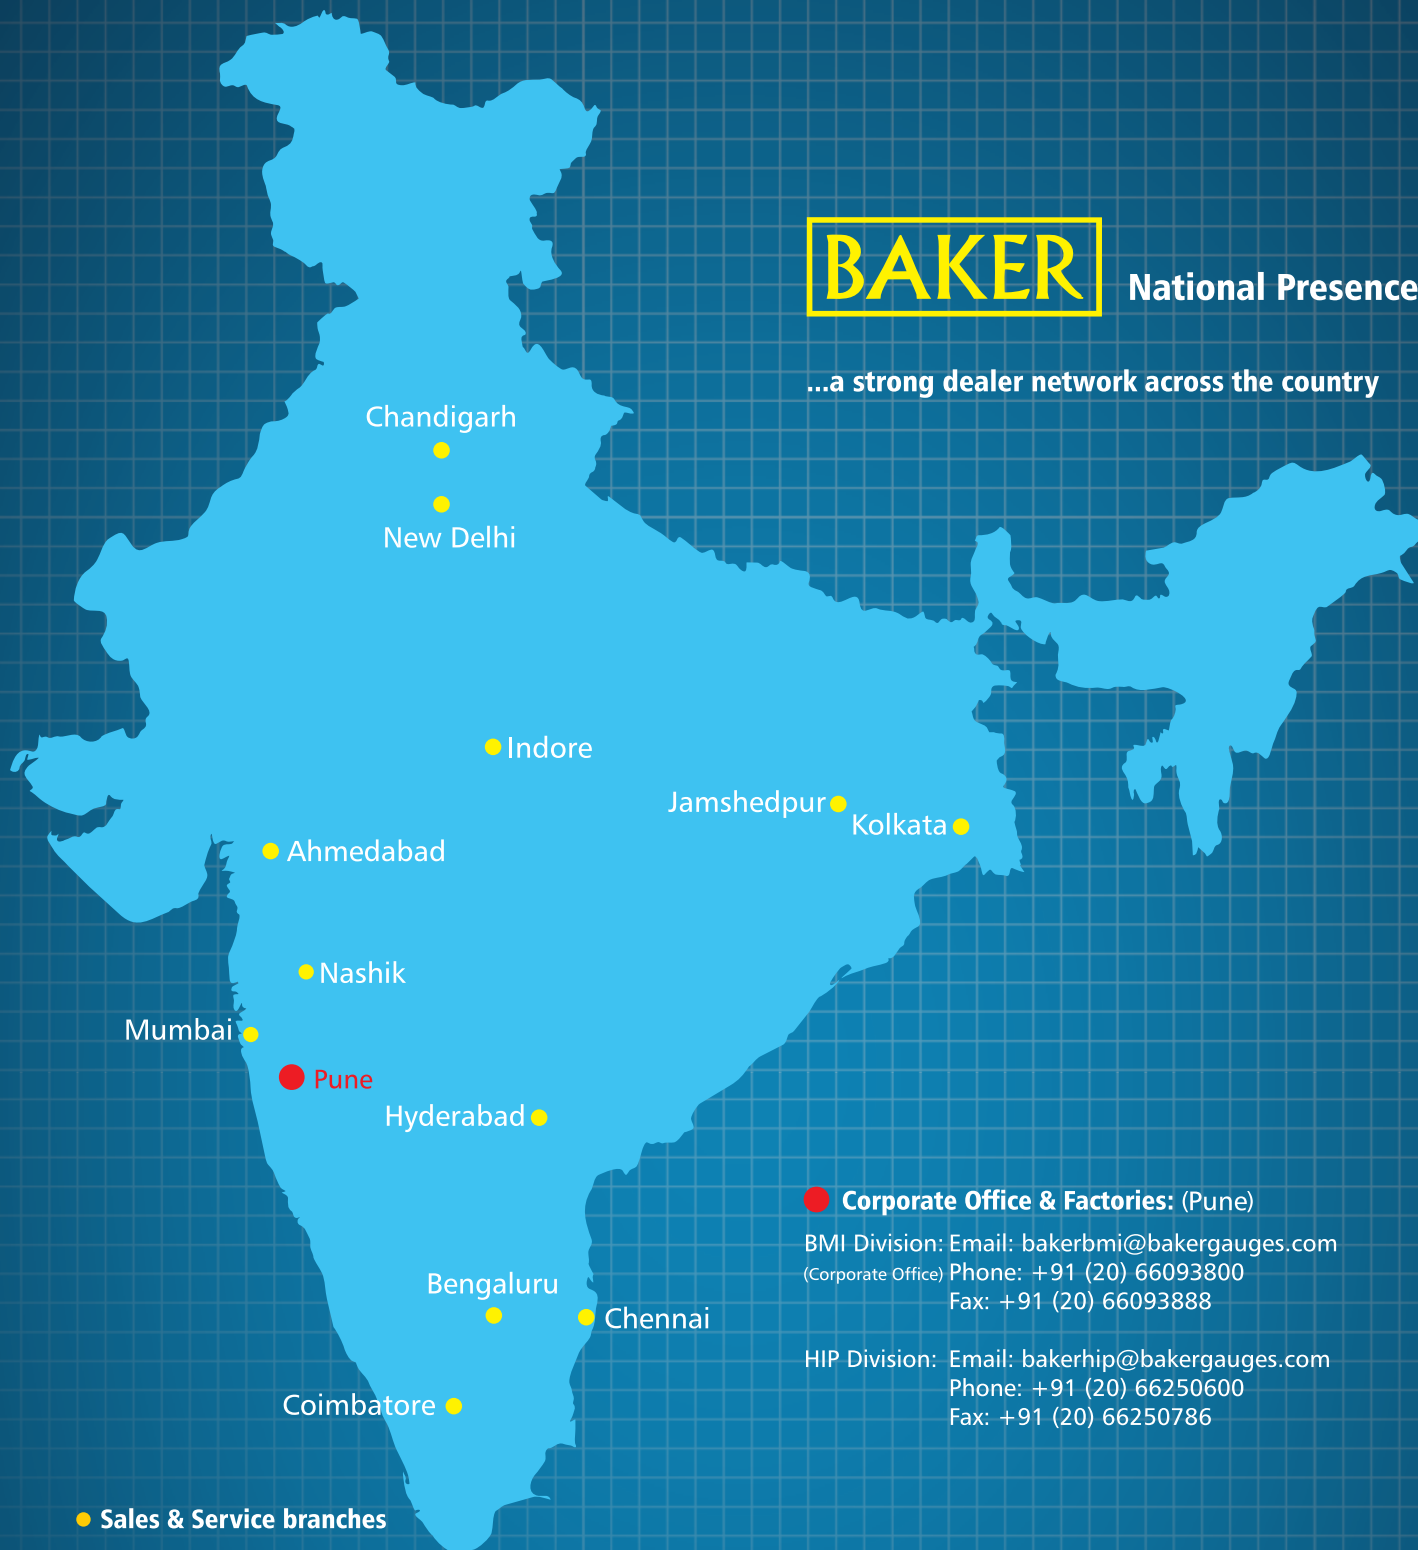 BAKER National Presence
...a strong dealer network across the country
Chandigarh
New Delhi
Indore
Jamshedpur
Kolkata
Ahmedabad
Nashik
Mumbai
Pune
Hyderabad
Bengaluru
Chennai
Coimbatore
Corporate Office & Factories: (Pune)
BMI Division: Email: bakerbmi@bakergauges.com
(Corporate Office) Phone: +91 (20) 66093800
Fax: +91 (20) 66093888
HIP Division: Email: bakerhip@bakergauges.com
Phone: +91 (20) 66250600
Fax: +91 (20) 66250786
Sales & Service branches